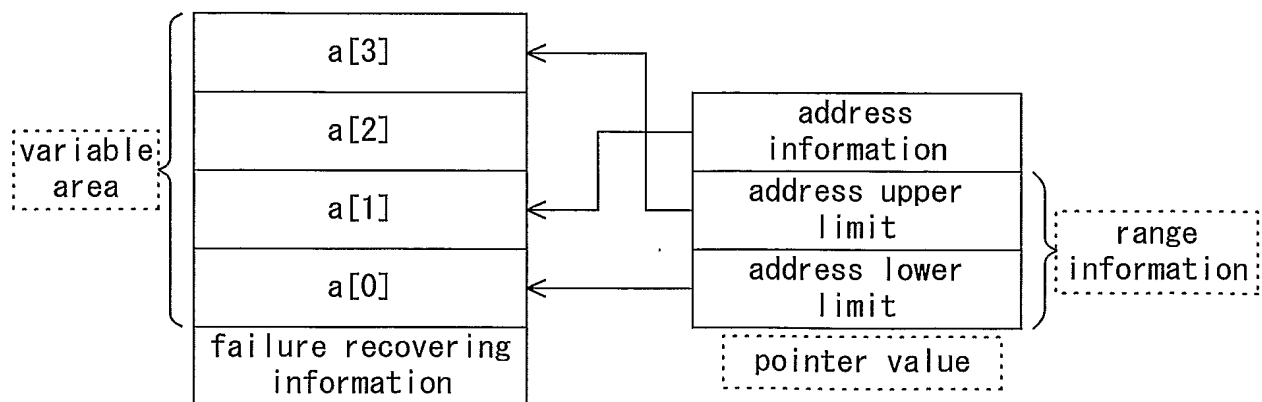 a[3]
a[2]
a[1]
a[0]
failure recovering
information
variable
area
address
information
address upper
limit
address lower
limit
range
information
pointer value